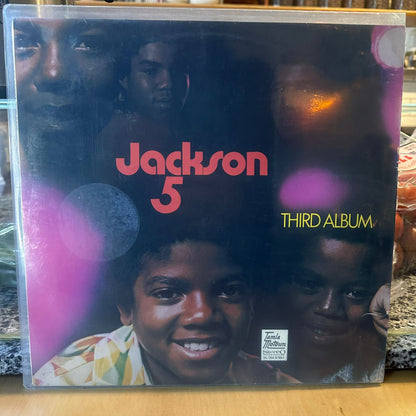 Jackson
5
THIRD ALBUM
Tamla
Motown
STEREO